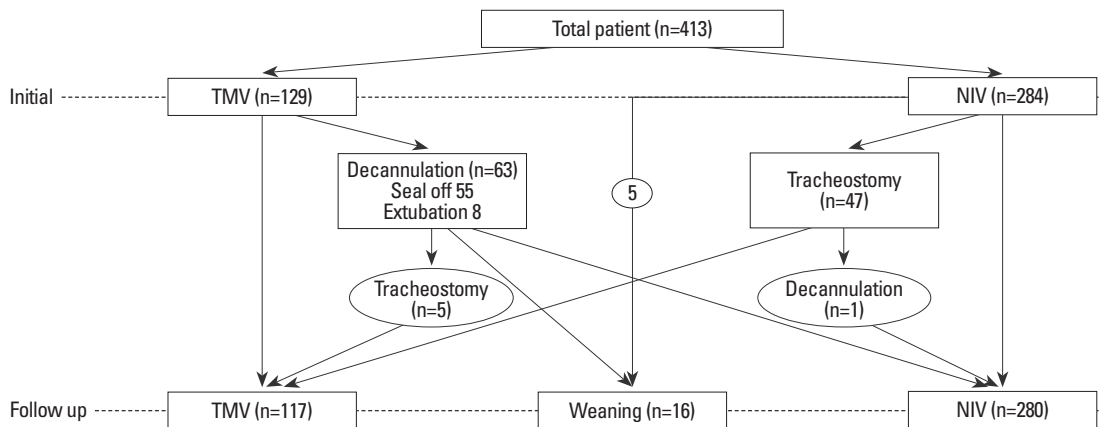 Total patient (n=413)
Initial
TMV (n=129)
NIV (n=284)
Decannulation (n=63)
Seal off 55
Extubation 8
5
Tracheostomy
(n=47)
Tracheostomy
(n=5)
Decannulation
(n=1)
Follow up
TMV (n=117)
Weaning (n=16)
NIV (n=280)